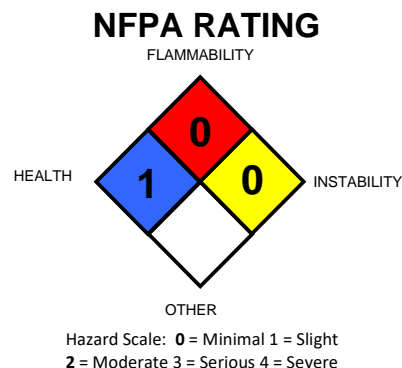 NFPA RATING
FLAMMABILITY
0
HEALTH
1
0
INSTABILITY
OTHER
Hazard Scale: 0 = Minimal 1 = Slight
2 = Moderate 3 = Serious 4 = Severe